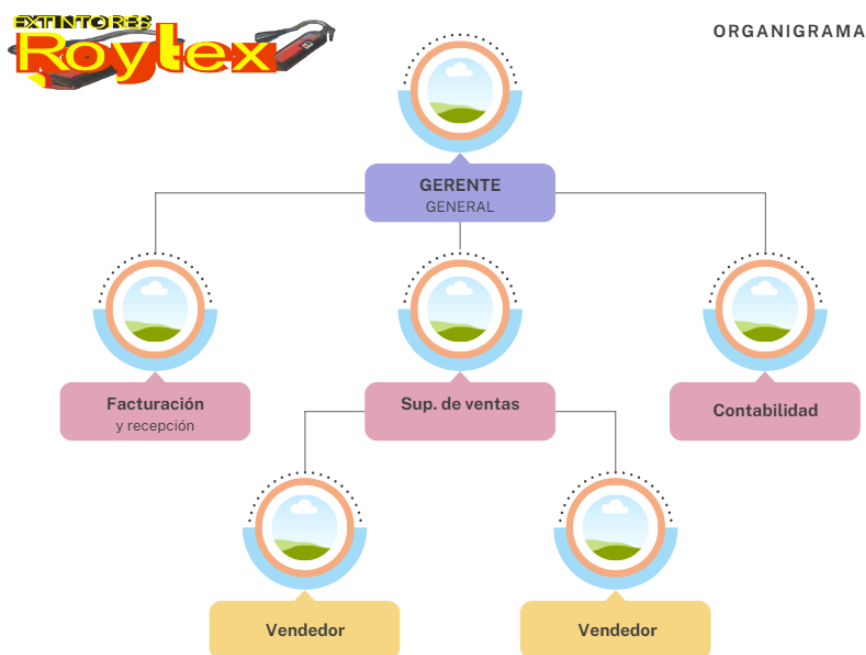 EXTINTORES
Roytex
ORGANIGRAMA
GERENTE
GENERAL
Facturación
y recepción
Sup. de ventas
Contabilidad
Vendedor
Vendedor